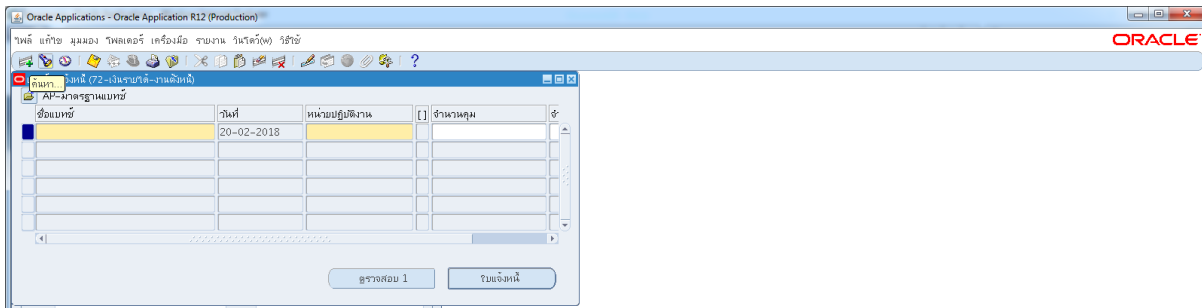 Oracle Applications - Oracle Application R12 (Production)
ไฟล์ แก้ไข มุมมอง โฟลเดอร์ เครื่องมือ รายงาน วินโดว์(w) วิธีใช้
ORACLE
ค้นหา... แจ้งหนี้ (72-เงินรายได้-งานตั้งหนี้)
AP-มาตรฐานแบทช์
ชื่อแบทช์ วันที่ หน่วยปฏิบัติงาน [ ] จำนวนคุม จำ
20-02-2018
ตรวจสอบ 1 ใบแจ้งหนี้